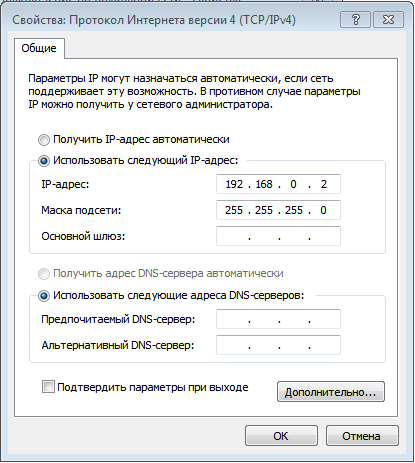 Свойства: Протокол Интернета версии 4 (TCP/IPv4)
Общие
Параметры IP могут назначаться автоматически, если сеть
поддерживает эту возможность. В противном случае параметры
IP можно получить у сетевого администратора.
Получить IP-адрес автоматически
Использовать следующий IP-адрес:
IP-адрес: 192 . 168 . 0 . 2
Маска подсети: 255 . 255 . 255 . 0
Основной шлюз: . . .
Получить адрес DNS-сервера автоматически
Использовать следующие адреса DNS-серверов:
Предпочитаемый DNS-сервер: . . .
Альтернативный DNS-сервер: . . .
Подтвердить параметры при выходе
Дополнительно...
OK Отмена